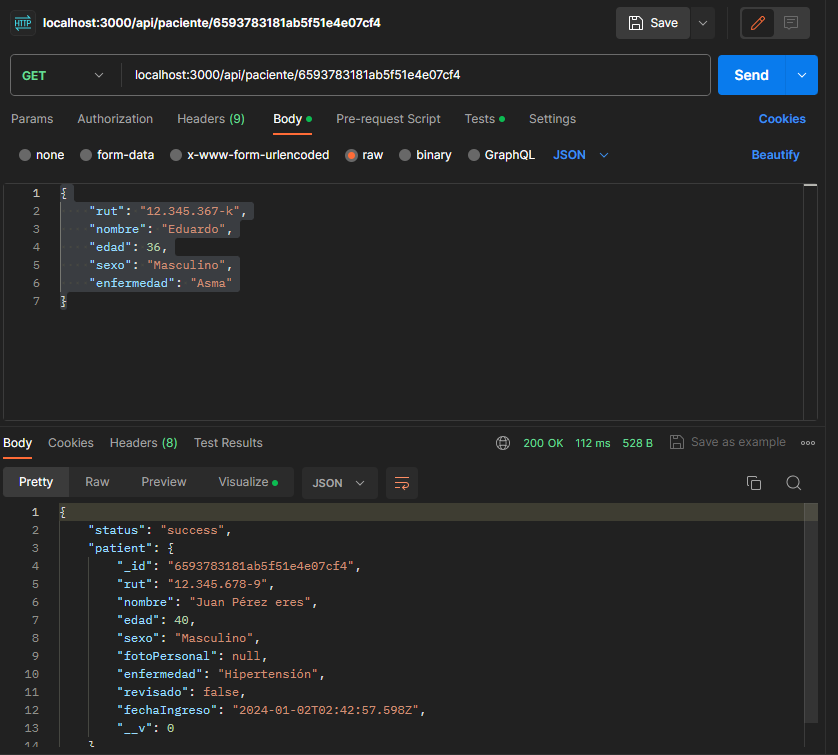 HTTP localhost:3000/api/paciente/6593783181ab5f51e4e07cf4 Save
GET localhost:3000/api/paciente/6593783181ab5f51e4e07cf4 Send
Params Authorization Headers (9) Body Pre-request Script Tests Settings Cookies
none form-data x-www-form-urlencoded raw binary GraphQL JSON Beautify
1 {
2 "rut": "12.345.367-k",
3 "nombre": "Eduardo",
4 "edad": 36,
5 "sexo": "Masculino",
6 "enfermedad": "Asma"
7 }
Body Cookies Headers (8) Test Results 200 OK 112 ms 528 B Save as example
Pretty Raw Preview Visualize JSON
1 {
2 "status": "success",
3 "patient": {
4 "_id": "6593783181ab5f51e4e07cf4",
5 "rut": "12.345.678-9",
6 "nombre": "Juan Pérez eres",
7 "edad": 40,
8 "sexo": "Masculino",
9 "fotoPersonal": null,
10 "enfermedad": "Hipertensión",
11 "revisado": false,
12 "fechaIngreso": "2024-01-02T02:42:57.598Z",
13 "__v": 0
14 }